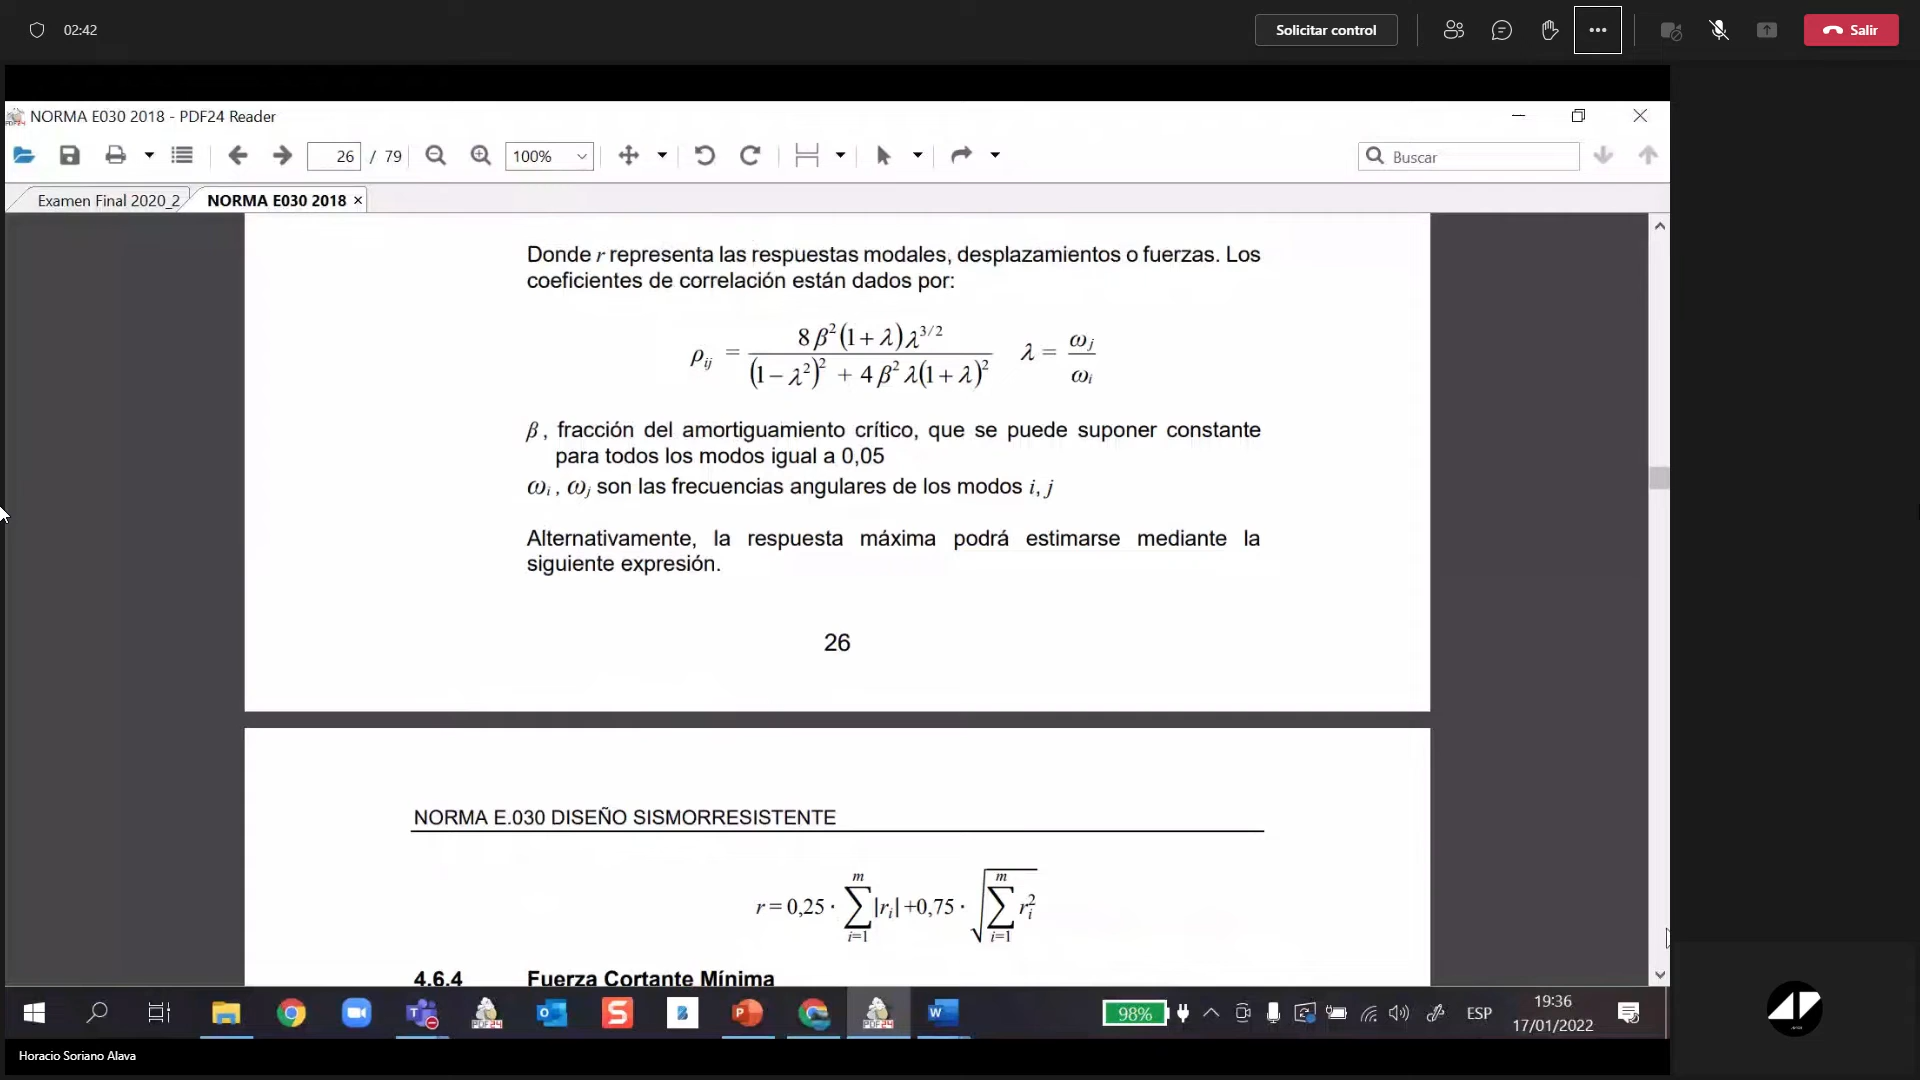 02:42
Solicitar control
Salir
NORMA E030 2018 - PDF24 Reader
26 / 79
100%
Buscar
Examen Final 2020_2
NORMA E030 2018 ×
Donde r representa las respuestas modales, desplazamientos o fuerzas. Los
coeficientes de correlación están dados por:
ρij = 8 β² (1 + λ) λ^3/2 / (1 − λ²)² + 4 β² λ(1 + λ)²   λ = ωj / ωi
β , fracción del amortiguamiento crítico, que se puede suponer constante
para todos los modos igual a 0,05
ωi , ωj son las frecuencias angulares de los modos i, j
Alternativamente, la respuesta máxima podrá estimarse mediante la
siguiente expresión.
26
NORMA E.030 DISEÑO SISMORRESISTENTE
r = 0,25 · ∑ i=1 m |ri| +0,75 · √ ∑ i=1 m ri²
4.6.4 Fuerza Cortante Mínima
98%
ESP
19:36
17/01/2022
Horacio Soriano Alava